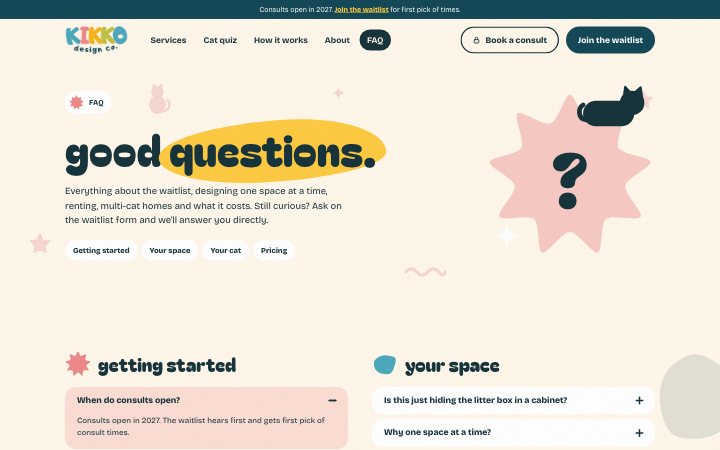 Consults open in 2027. Join the waitlist for first pick of times.
KIKKO
design co.
Services
Cat quiz
How it works
About
FAQ
Book a consult
Join the waitlist
FAQ
good questions.
Everything about the waitlist, designing one space at a time,
renting, multi-cat homes and what it costs. Still curious? Ask on
the waitlist form and we'll answer you directly.
Getting started
Your space
Your cat
Pricing
?
getting started
When do consults open?
Consults open in 2027. The waitlist hears first and gets first pick of
consult times.
your space
Is this just hiding the litter box in a cabinet?
Why one space at a time?